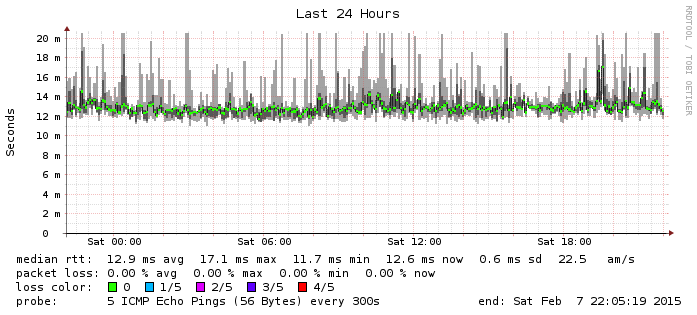 Last 24 Hours
RRDTOOL / TOBI OETIKER
Seconds
20 m
18 m
16 m
14 m
12 m
10 m
8 m
6 m
4 m
2 m
0
Sat 00:00 Sat 06:00 Sat 12:00 Sat 18:00
median rtt: 12.9 ms avg 17.1 ms max 11.7 ms min 12.6 ms now 0.6 ms sd 22.5 am/s
packet loss: 0.00 % avg 0.00 % max 0.00 % min 0.00 % now
loss color: 0 1/5 2/5 3/5 4/5
probe: 5 ICMP Echo Pings (56 Bytes) every 300s end: Sat Feb 7 22:05:19 2015